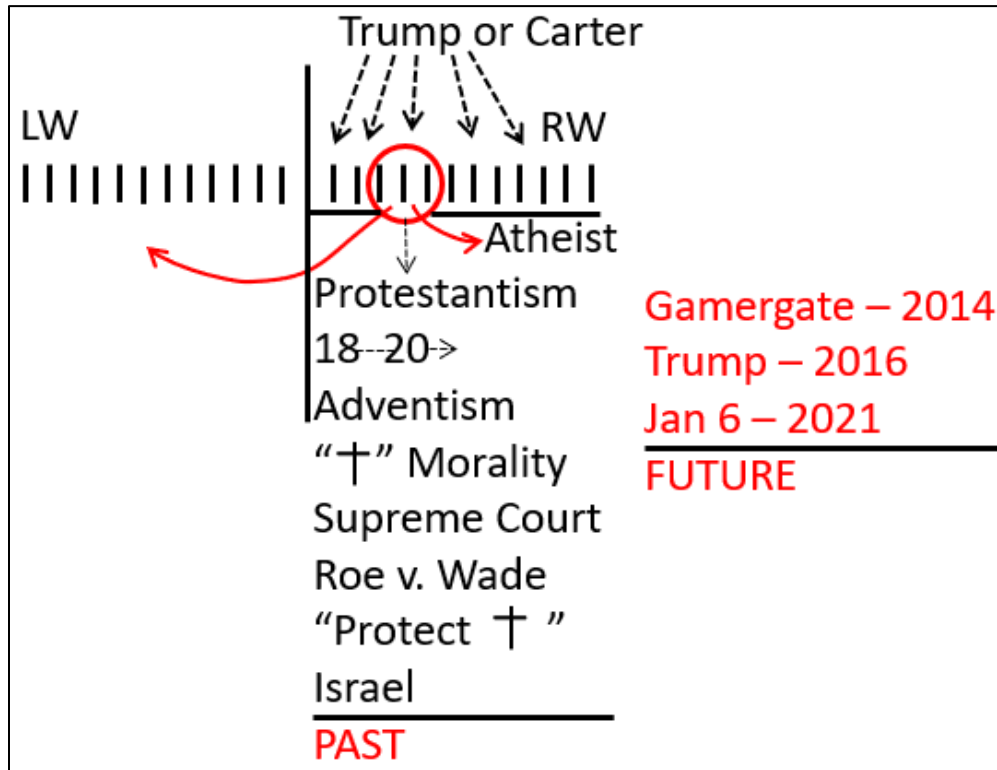 Trump or Carter
LW
RW
Atheist
Protestantism
18---20->
Adventism
“†” Morality
Supreme Court
Roe v. Wade
“Protect † ”
Israel
PAST
Gamergate – 2014
Trump – 2016
Jan 6 – 2021
FUTURE